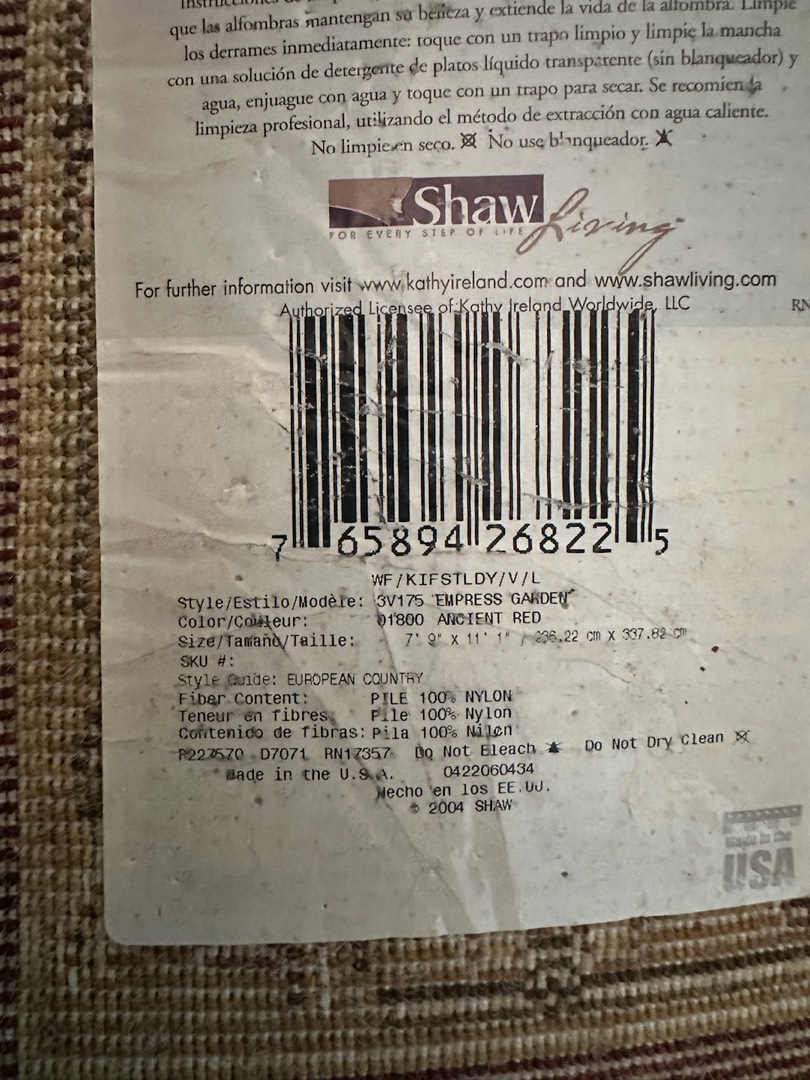 que las alfombras mantengan su belleza y extiende la vida de la alfombra. Limpie
los derrames inmediatamente: toque con un trapo limpio y limpie la mancha
con una solución de detergente de platos líquido transparente (sin blanqueador) y
agua, enjuague con agua y toque con un trapo para secar. Se recomienda
limpieza profesional, utilizando el método de extracción con agua caliente.
No limpie en seco. No use blanqueador.
Shaw Living
FOR EVERY STEP OF LIFE
For further information visit www.kathyireland.com and www.shawliving.com
Authorized Licensee of Kathy Ireland Worldwide, LLC RN
7 65894 26822 5
WF/KIFSTLDY/V/L
Style/Estilo/Modèle: 3V175 EMPRESS GARDEN
Color/Couleur: 01800 ANCIENT RED
Size/Tamaño/Taille: 7' 9" X 11' 1" / 236.22 cm X 337.82 cm
SKU #:
Style Guide: EUROPEAN COUNTRY
Fiber Content: PILE 100% NYLON
Teneur en fibres: File 100% Nylon
Contenido de fibras: Pila 100% Nilon
R227570 D7071 RN17357 Do Not Bleach Do Not Dry Clean
Made in the U.S.A. 0422060434
Hecho en los EE.UU.
© 2004 SHAW
Made in the
USA